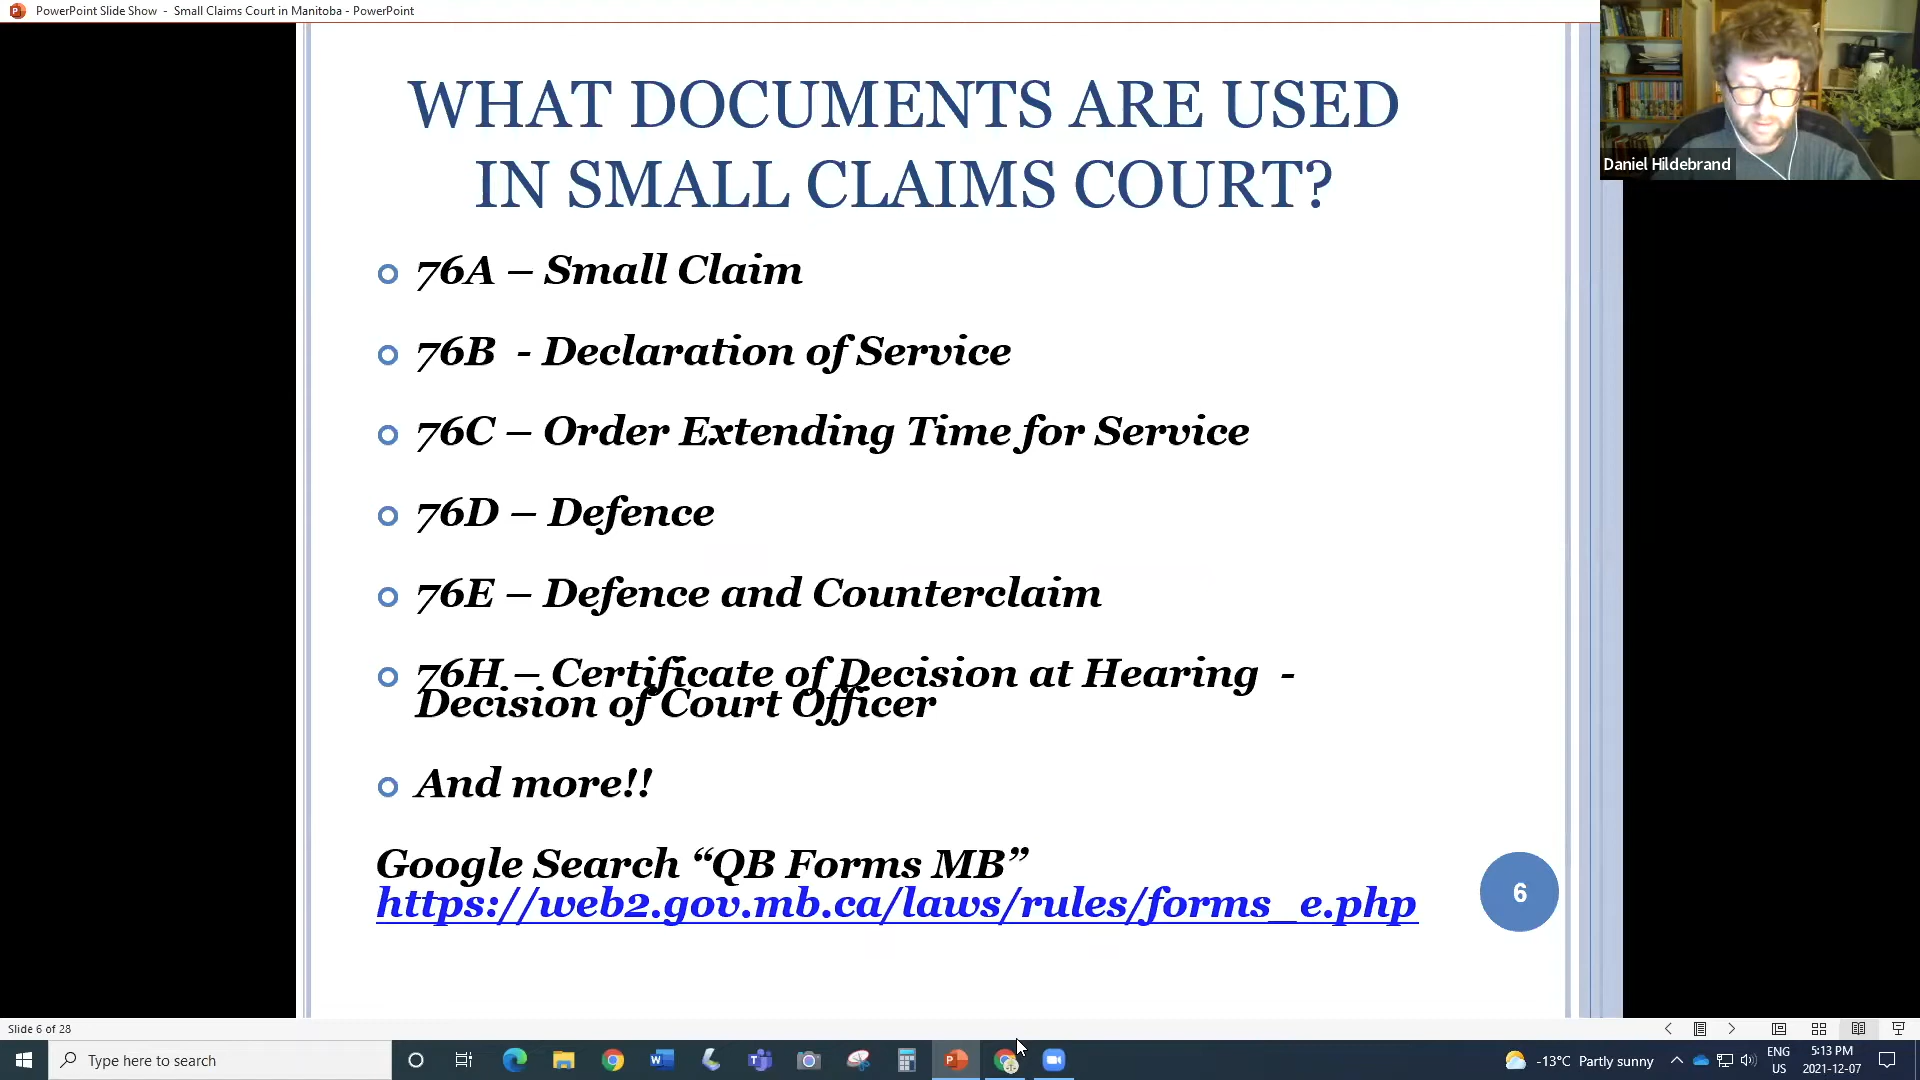 PowerPoint Slide Show - Small Claims Court in Manitoba - PowerPoint
WHAT DOCUMENTS ARE USED
IN SMALL CLAIMS COURT?
76A – Small Claim
76B - Declaration of Service
76C – Order Extending Time for Service
76D – Defence
76E – Defence and Counterclaim
76H – Certificate of Decision at Hearing -
Decision of Court Officer
And more!!
Google Search “QB Forms MB”
https://web2.gov.mb.ca/laws/rules/forms_e.php
6
Daniel Hildebrand
Slide 6 of 28
Type here to search
-13°C Partly sunny
ENG
US
5:13 PM
2021-12-07